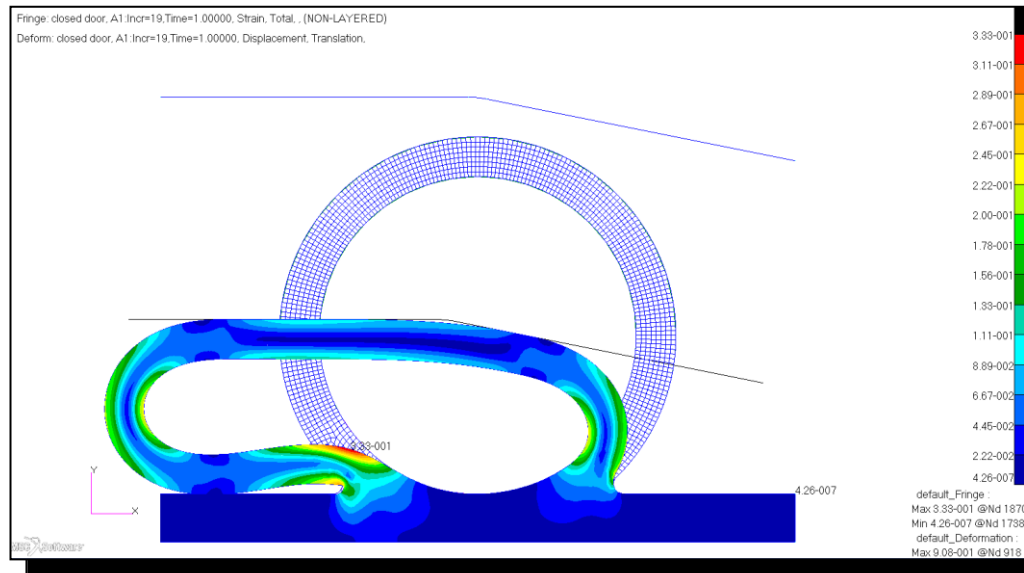 Fringe: closed door, A1:Incr=19,Time=1.00000, Strain, Total, , (NON-LAYERED)
Deform: closed door, A1:Incr=19,Time=1.00000, Displacement, Translation,
3.33-001
3.11-001
2.89-001
2.67-001
2.45-001
2.22-001
2.00-001
1.78-001
1.56-001
1.33-001
1.11-001
8.89-002
6.67-002
4.45-002
2.22-002
4.26-007
3.33-001
4.26-007
Y
X
default_Fringe :
Max 3.33-001 @Nd 1870
Min 4.26-007 @Nd 1738
default_Deformation :
Max 9.08-001 @Nd 918
MSC Software